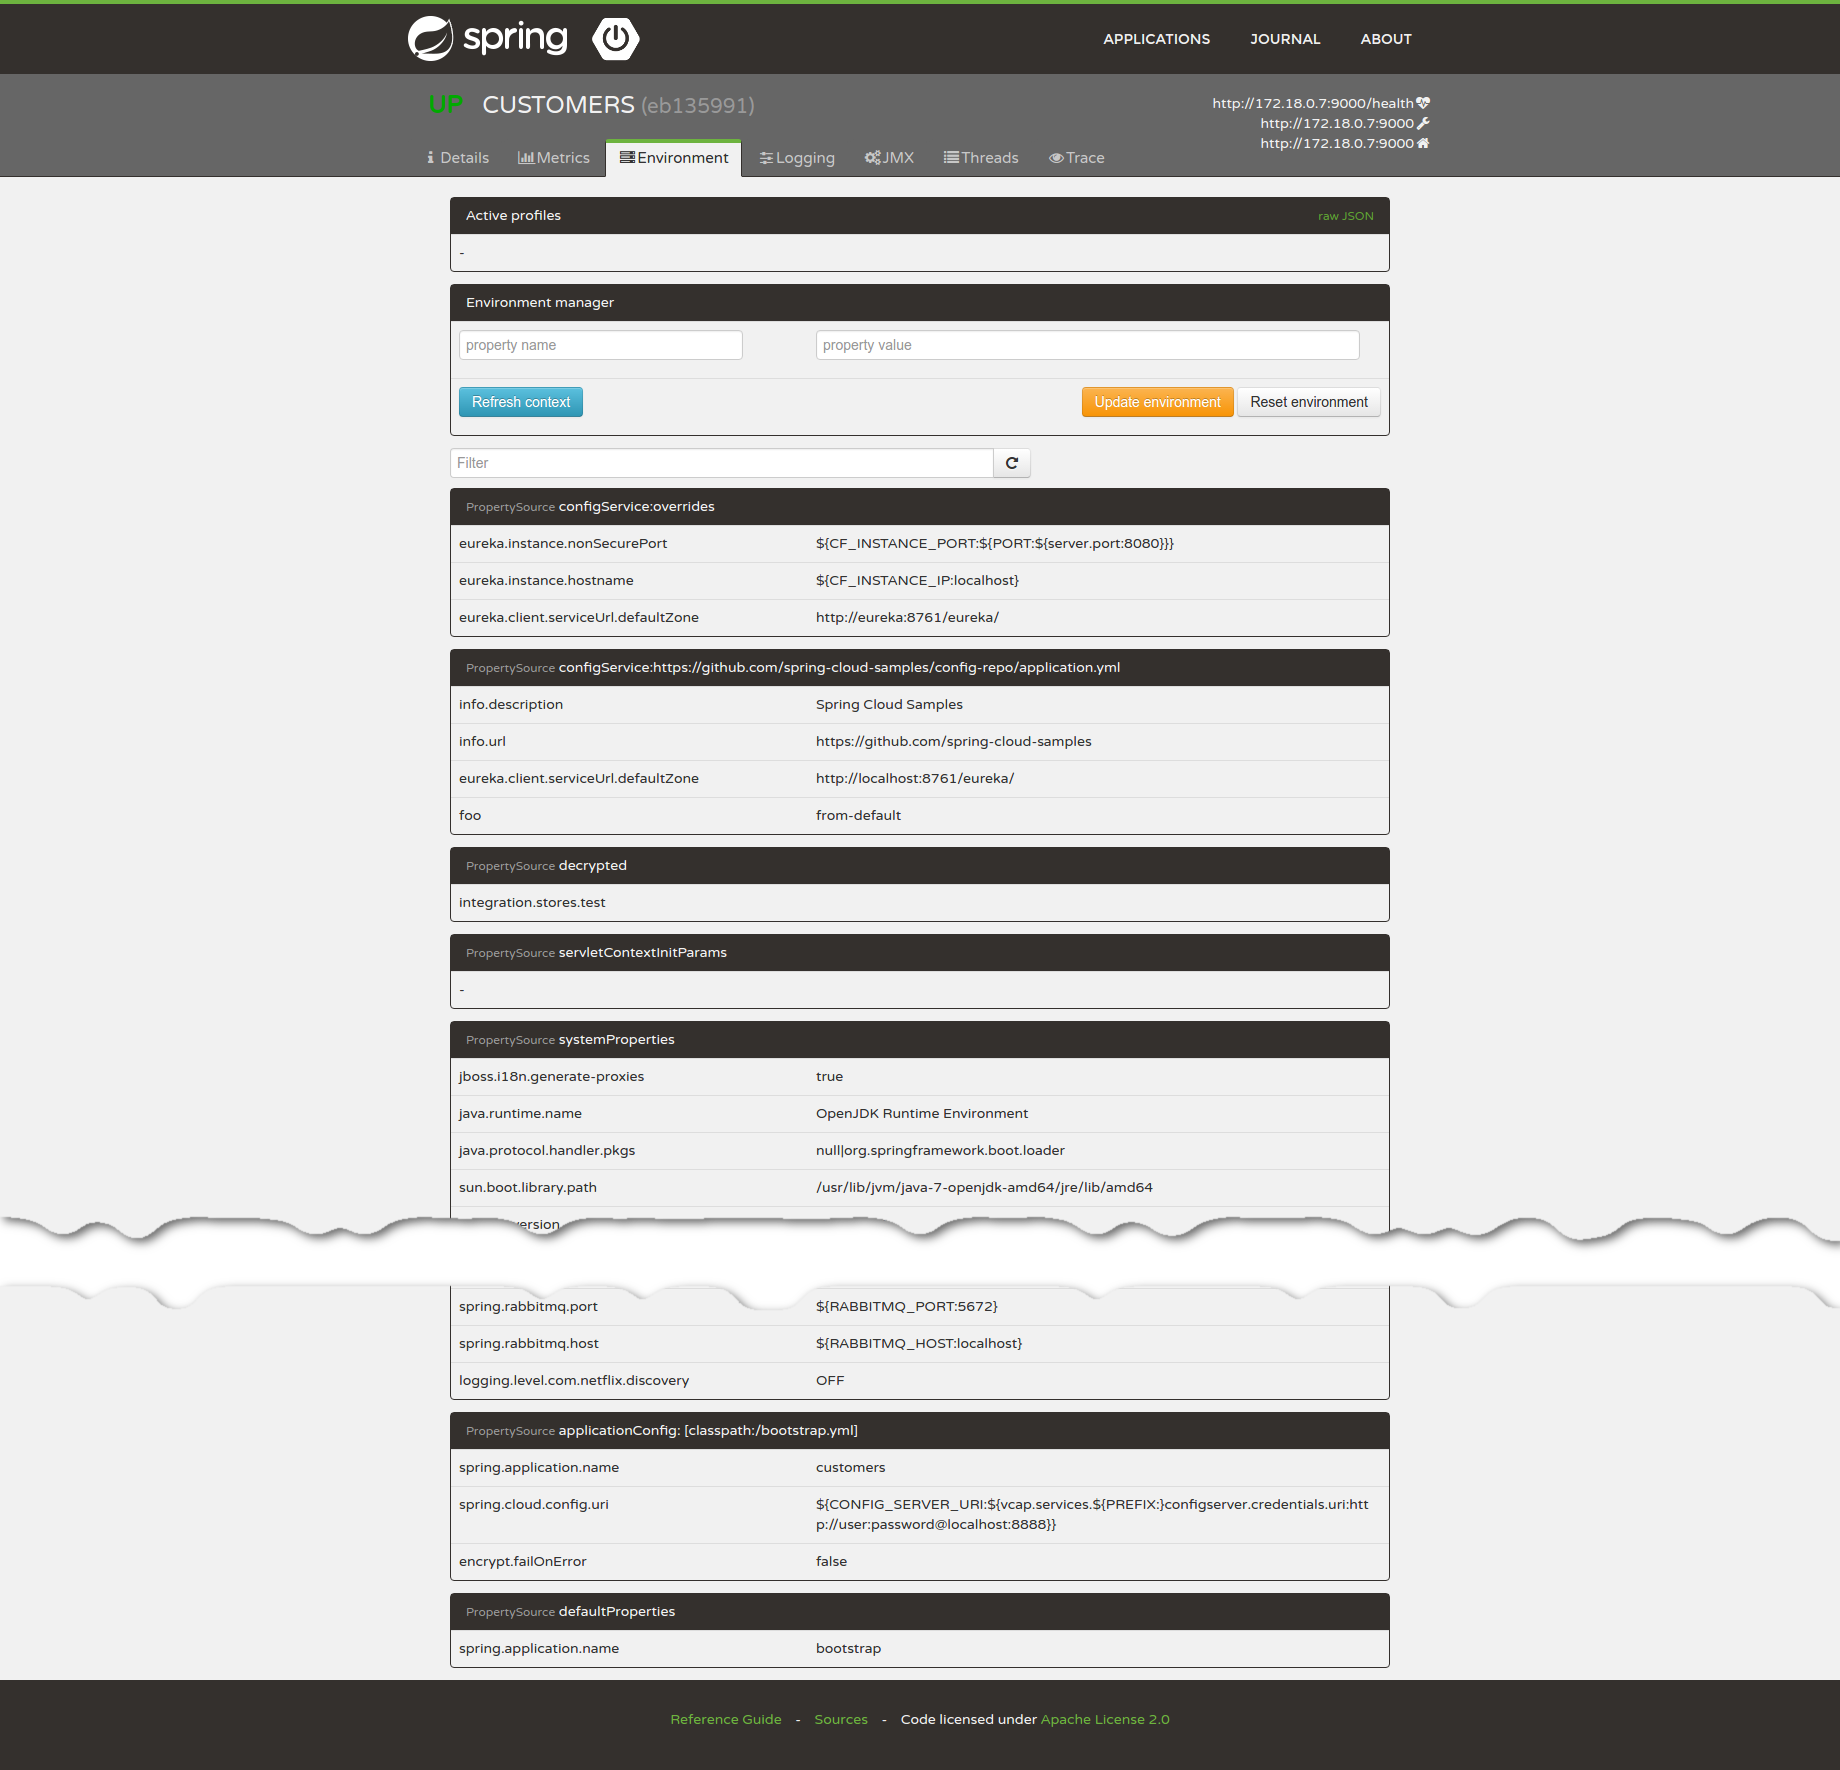 spring
APPLICATIONS JOURNAL ABOUT
UP CUSTOMERS (eb135991)
http://172.18.0.7:9000/health
http://172.18.0.7:9000
http://172.18.0.7:9000
Details Metrics Environment Logging JMX Threads Trace
Active profiles raw JSON
-
Environment manager
property name property value
Refresh context Update environment Reset environment
Filter
PropertySource configService:overrides
eureka.instance.nonSecurePort ${CF_INSTANCE_PORT:${PORT:${server.port:8080}}}
eureka.instance.hostname ${CF_INSTANCE_IP:localhost}
eureka.client.serviceUrl.defaultZone http://eureka:8761/eureka/
PropertySource configService:https://github.com/spring-cloud-samples/config-repo/application.yml
info.description Spring Cloud Samples
info.url https://github.com/spring-cloud-samples
eureka.client.serviceUrl.defaultZone http://localhost:8761/eureka/
foo from-default
PropertySource decrypted
integration.stores.test
PropertySource servletContextInitParams
-
PropertySource systemProperties
jboss.i18n.generate-proxies true
java.runtime.name OpenJDK Runtime Environment
java.protocol.handler.pkgs null|org.springframework.boot.loader
sun.boot.library.path /usr/lib/jvm/java-7-openjdk-amd64/jre/lib/amd64
version
spring.rabbitmq.port ${RABBITMQ_PORT:5672}
spring.rabbitmq.host ${RABBITMQ_HOST:localhost}
logging.level.com.netflix.discovery OFF
PropertySource applicationConfig: [classpath:/bootstrap.yml]
spring.application.name customers
spring.cloud.config.uri ${CONFIG_SERVER_URI:${vcap.services.${PREFIX:}configserver.credentials.uri:htt
p://user:password@localhost:8888}}
encrypt.failOnError false
PropertySource defaultProperties
spring.application.name bootstrap
Reference Guide - Sources - Code licensed under Apache License 2.0